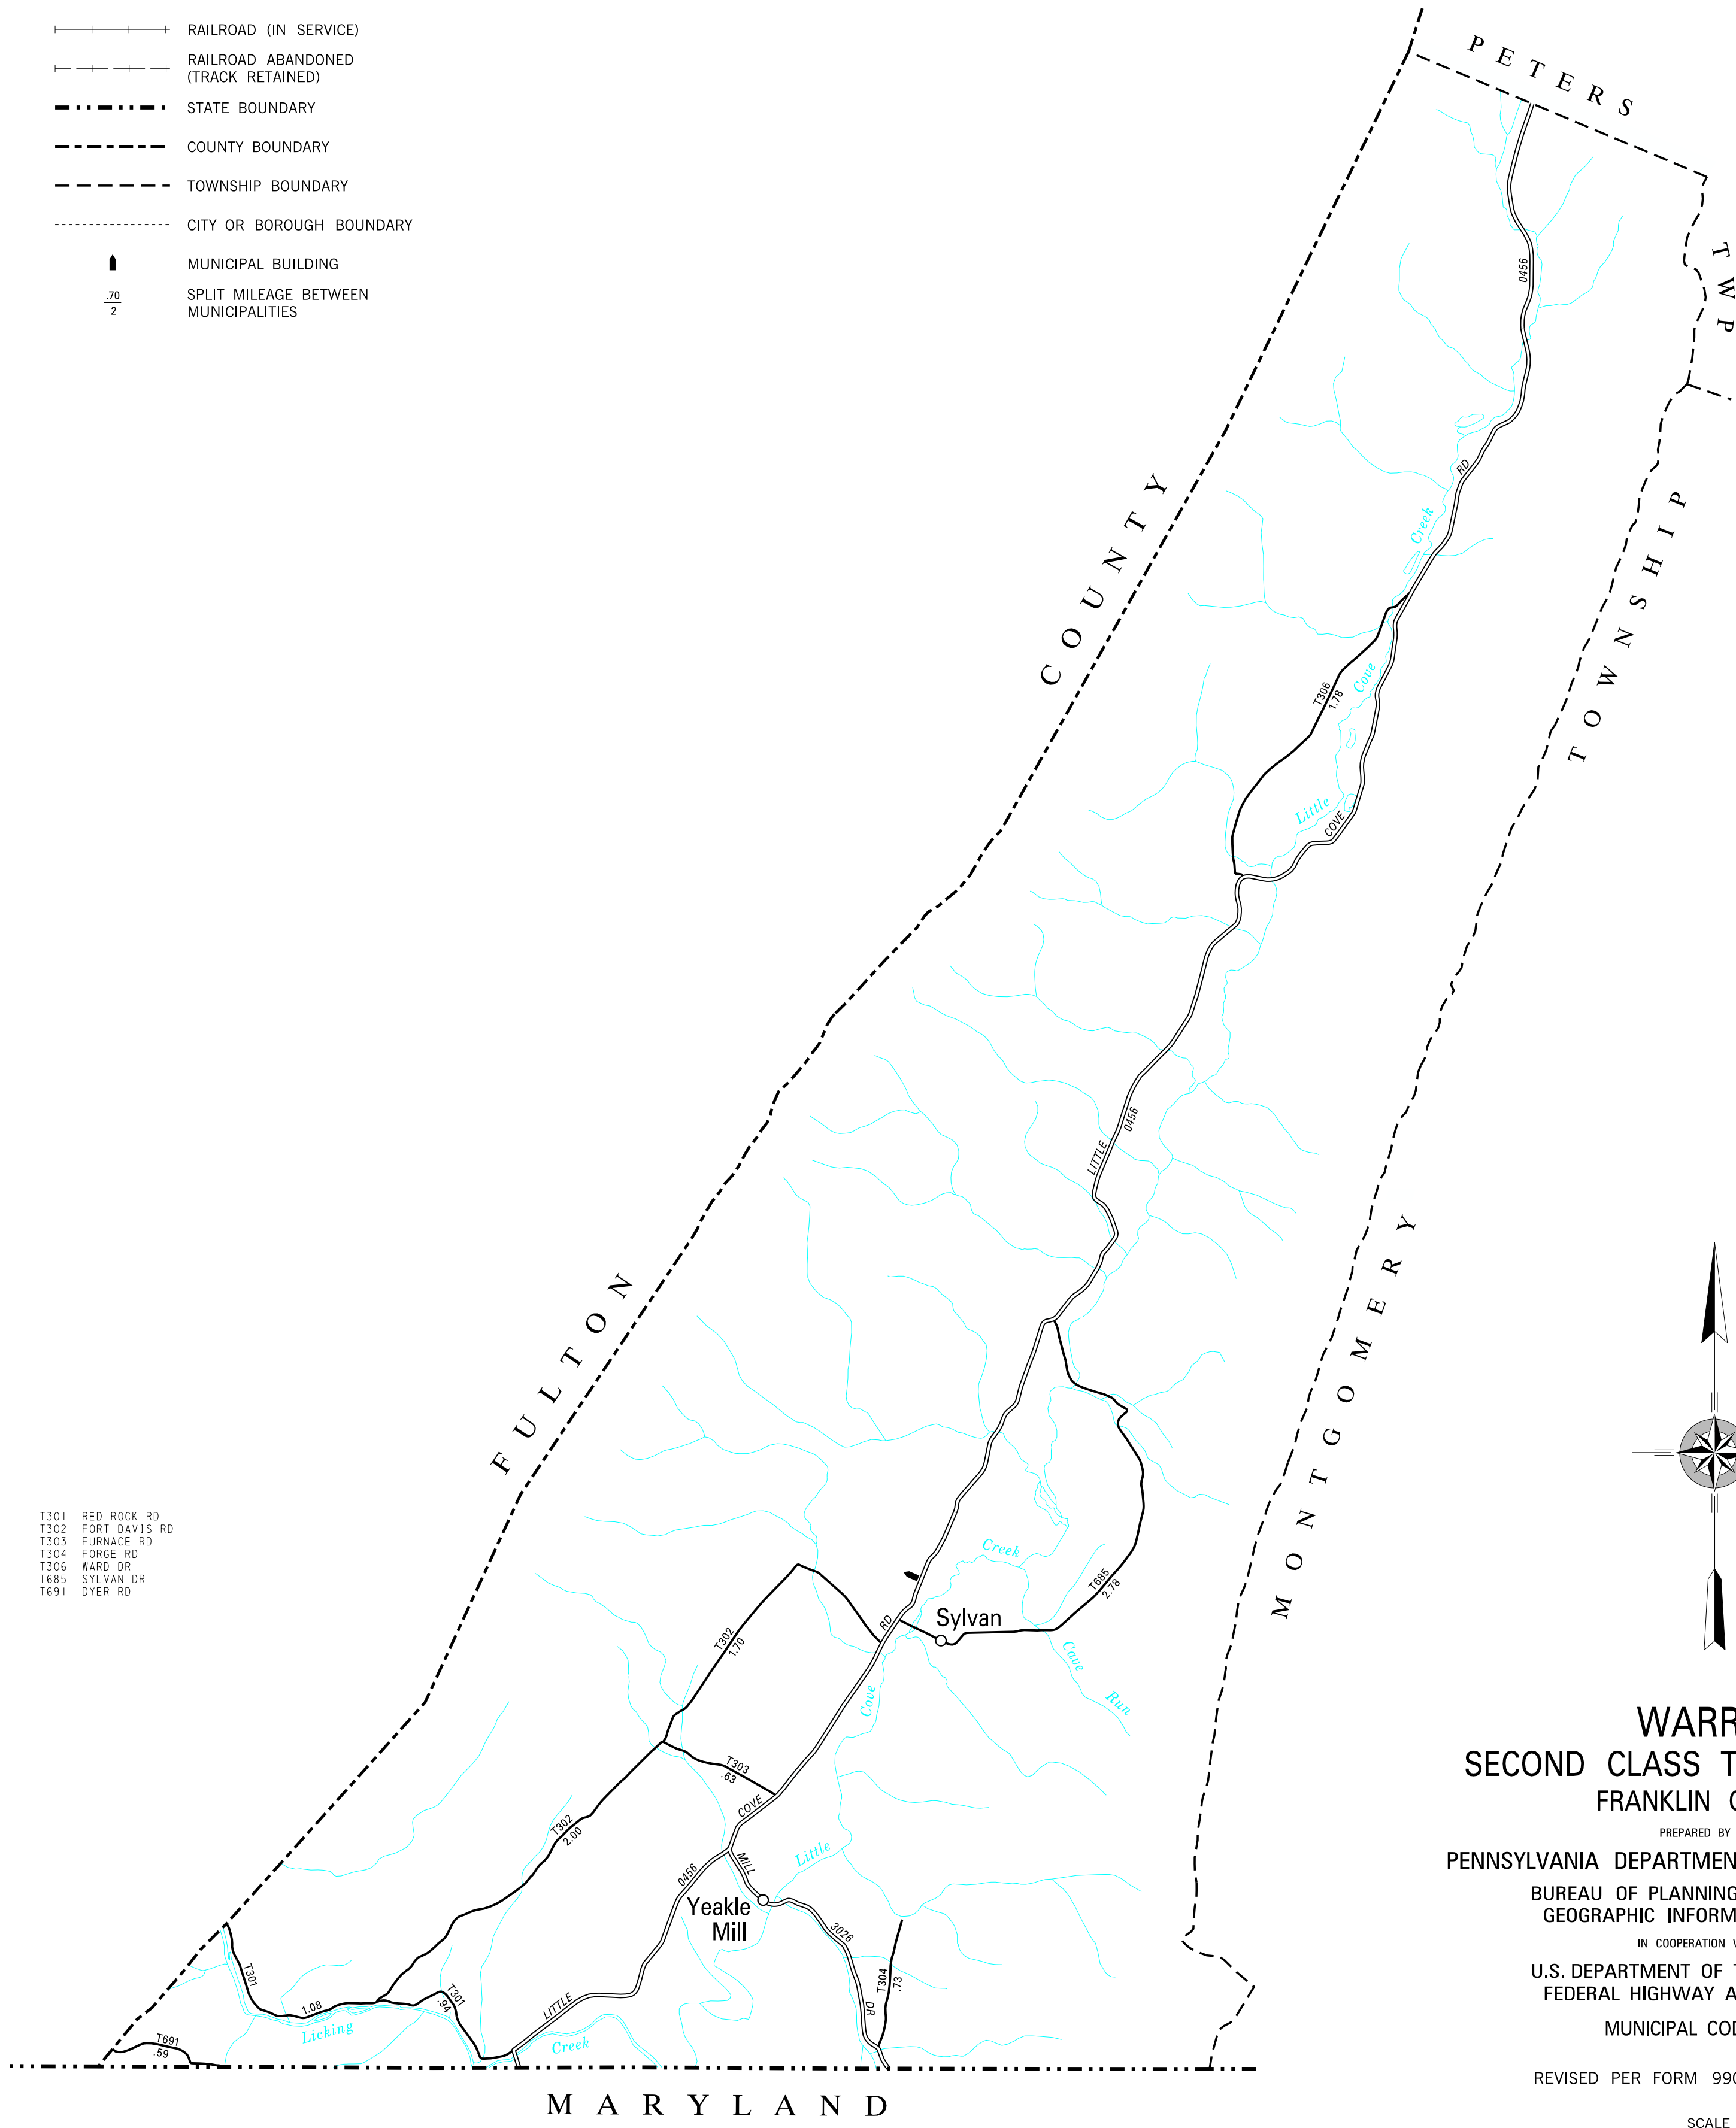 RAILROAD (IN SERVICE)
RAILROAD ABANDONED
(TRACK RETAINED)
STATE BOUNDARY
COUNTY BOUNDARY
TOWNSHIP BOUNDARY
CITY OR BOROUGH BOUNDARY
MUNICIPAL BUILDING
.70
2
SPLIT MILEAGE BETWEEN
MUNICIPALITIES
PETERS
TWP
0456
RD
Creek
COUNTY
TOWNSHIP
T306
1.78
Cove
Little
COVE
0456
LITTLE
FULTON
MONTGOMERY
T301 RED ROCK RD
T302 FORT DAVIS RD
T303 FURNACE RD
T304 FORGE RD
T306 WARD DR
T685 SYLVAN DR
T691 DYER RD
Creek
T685
2.78
RD
Sylvan
T302
1.70
Cave
Run
Cove
T303
.63
COVE
T302
2.00
Little
0456
MILL
Yeakle
Mill
3026
T304
.73
DR
T301
1.08
T301
.94
LITTLE
Licking
Creek
T691
.59
MARYLAND
WARR
SECOND CLASS T
FRANKLIN C
PREPARED BY
PENNSYLVANIA DEPARTMEN
BUREAU OF PLANNING
GEOGRAPHIC INFORM
IN COOPERATION W
U.S. DEPARTMENT OF T
FEDERAL HIGHWAY A
MUNICIPAL COD
REVISED PER FORM 990
SCALE